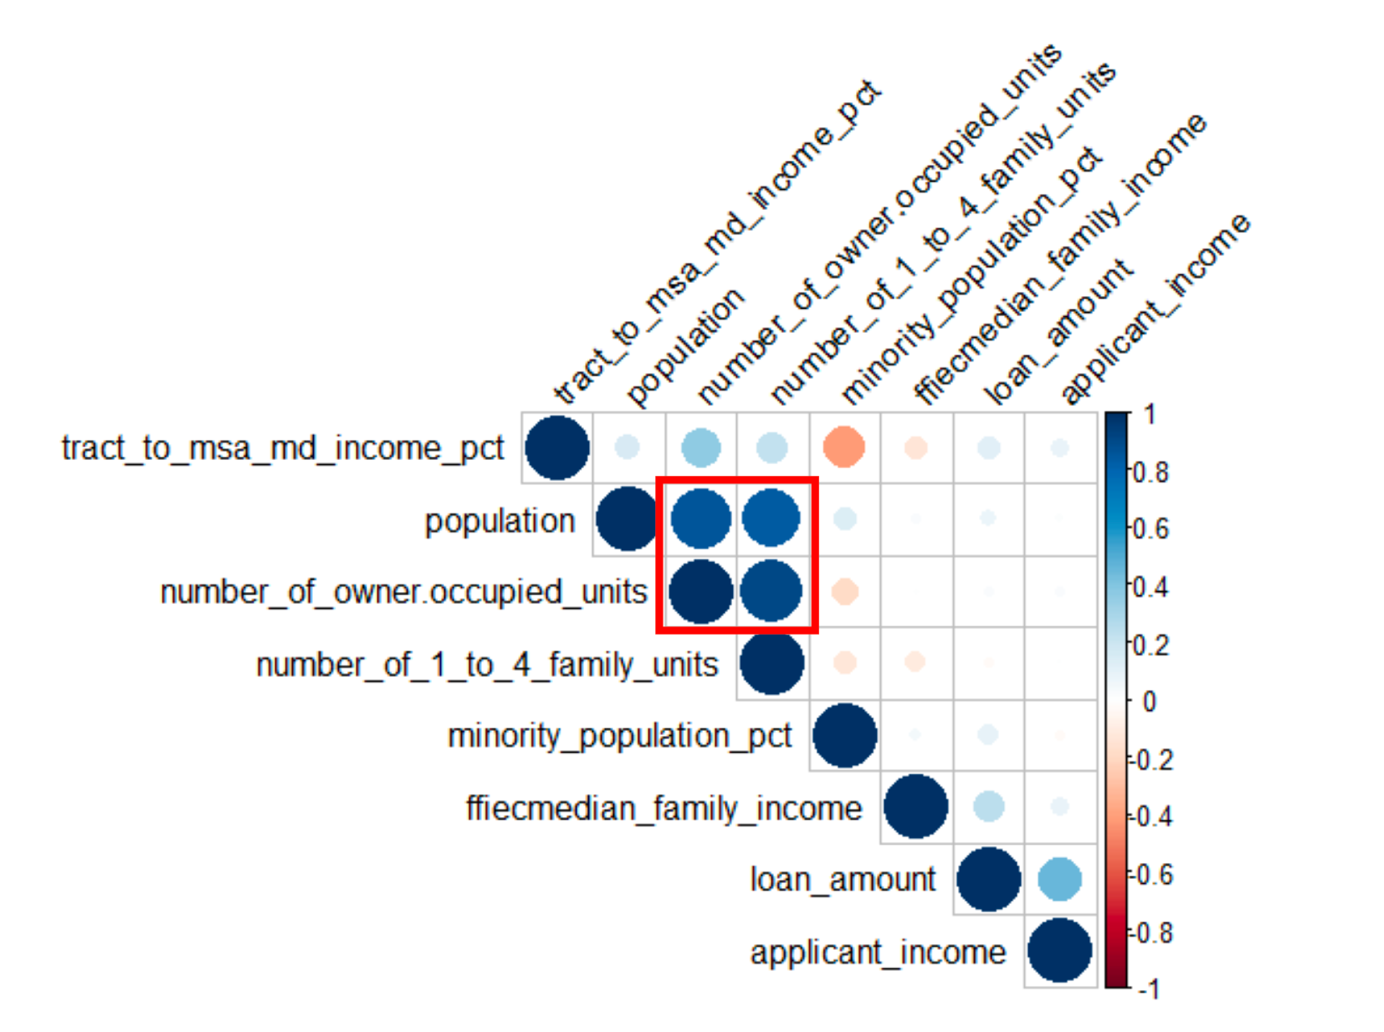 tract_to_msa_md_income_pct
population
number_of_owner.occupied_units
number_of_1_to_4_family_units
minority_population_pct
ffiecmedian_family_income
loan_amount
applicant_income
tract_to_msa_md_income_pct
population
number_of_owner.occupied_units
number_of_1_to_4_family_units
minority_population_pct
ffiecmedian_family_income
loan_amount
applicant_income
1
0.8
0.6
0.4
0.2
0
-0.2
-0.4
-0.6
-0.8
-1